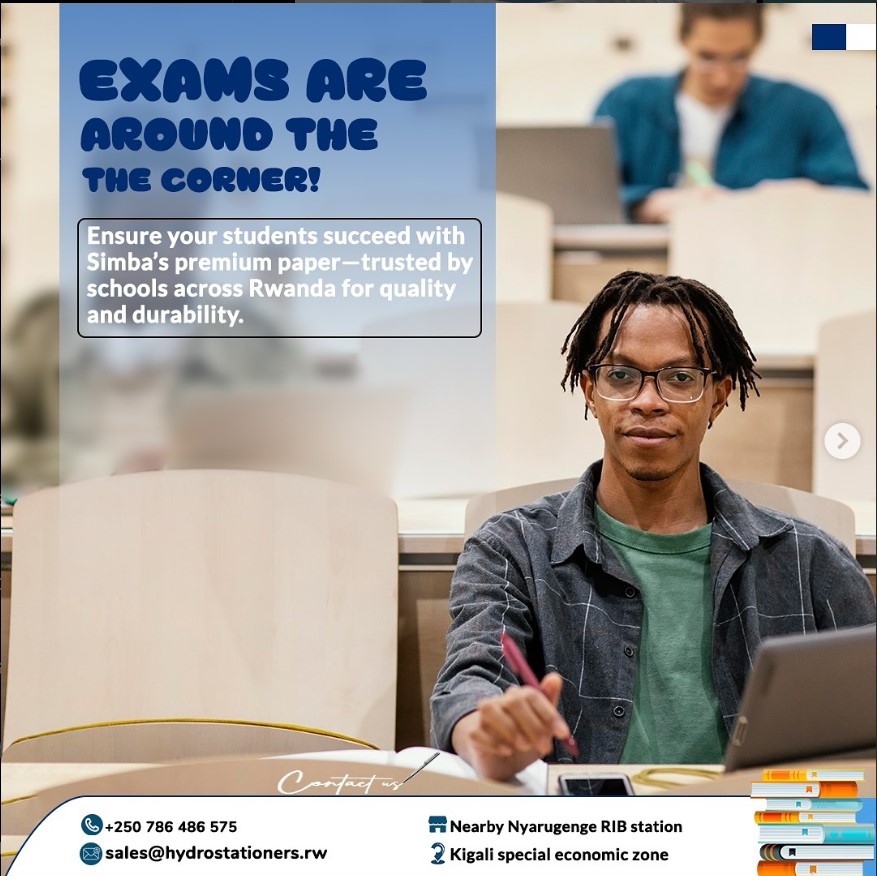 EXAMS ARE
AROUND THE
THE CORNER!
Ensure your students succeed with
Simba's premium paper—trusted by
schools across Rwanda for quality
and durability.
Contact us
+250 786 486 575
sales@hydrostationers.rw
Nearby Nyarugenge RIB station
Kigali special economic zone